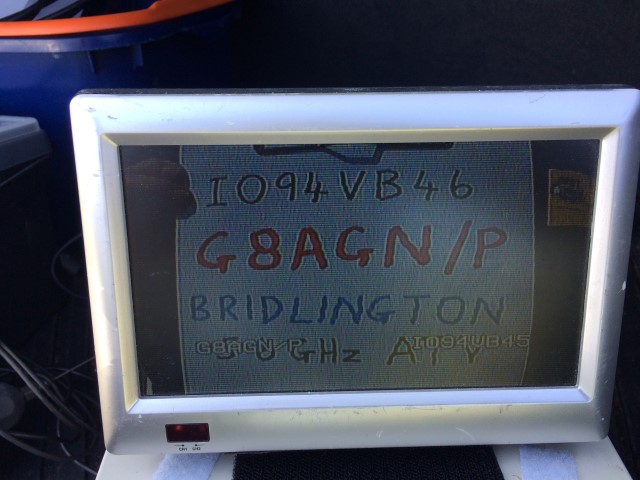 IO94VB46
G8AGN/P
BRIDLINGTON
G8AGN/P IO94VB45
GHz ATV